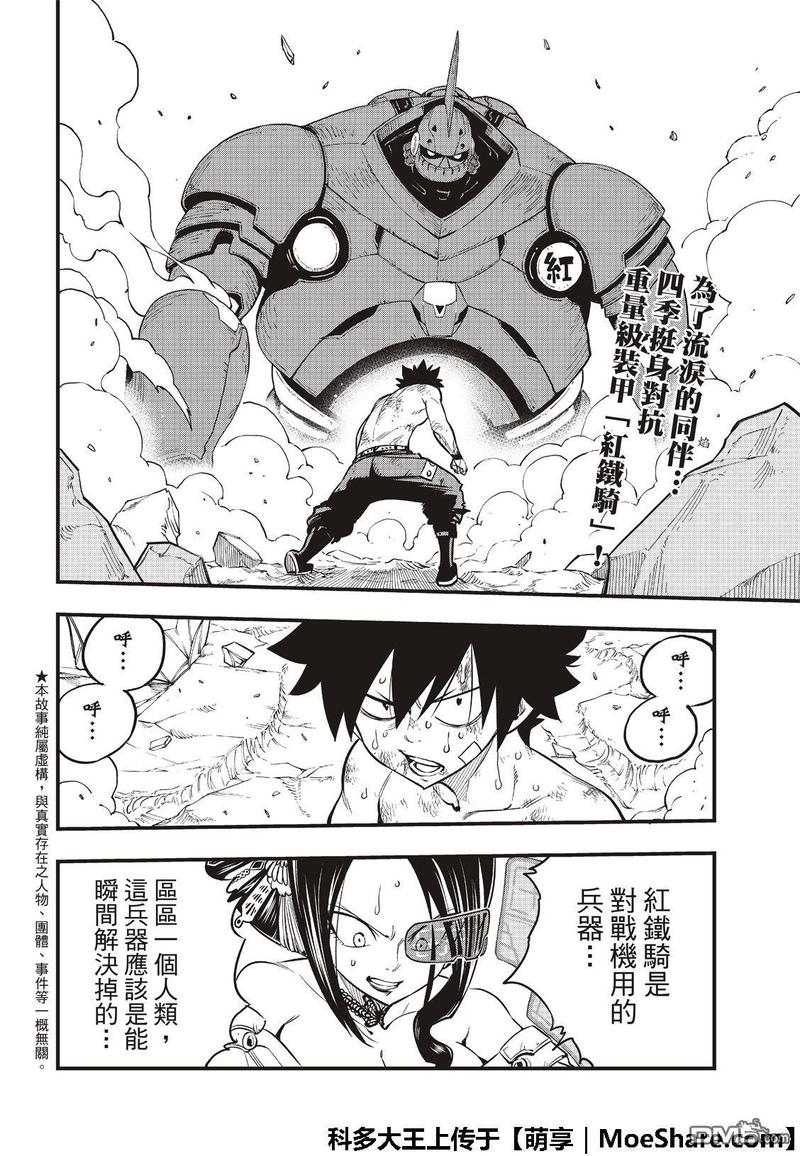 紅
為了流淚的同伴…
焰
四季挺身對抗
重量級裝甲「紅鐵騎」！
呼…
呼…
呼…
呼…
紅鐵騎是
對戰機用的
兵器…
區區一個人類，
這兵器應該是能
瞬間解決掉的…
★本故事純屬虛構，與真實存在之人物、團體、事件等一概無關。
科多大王上传于【萌享｜MoeShare.com】